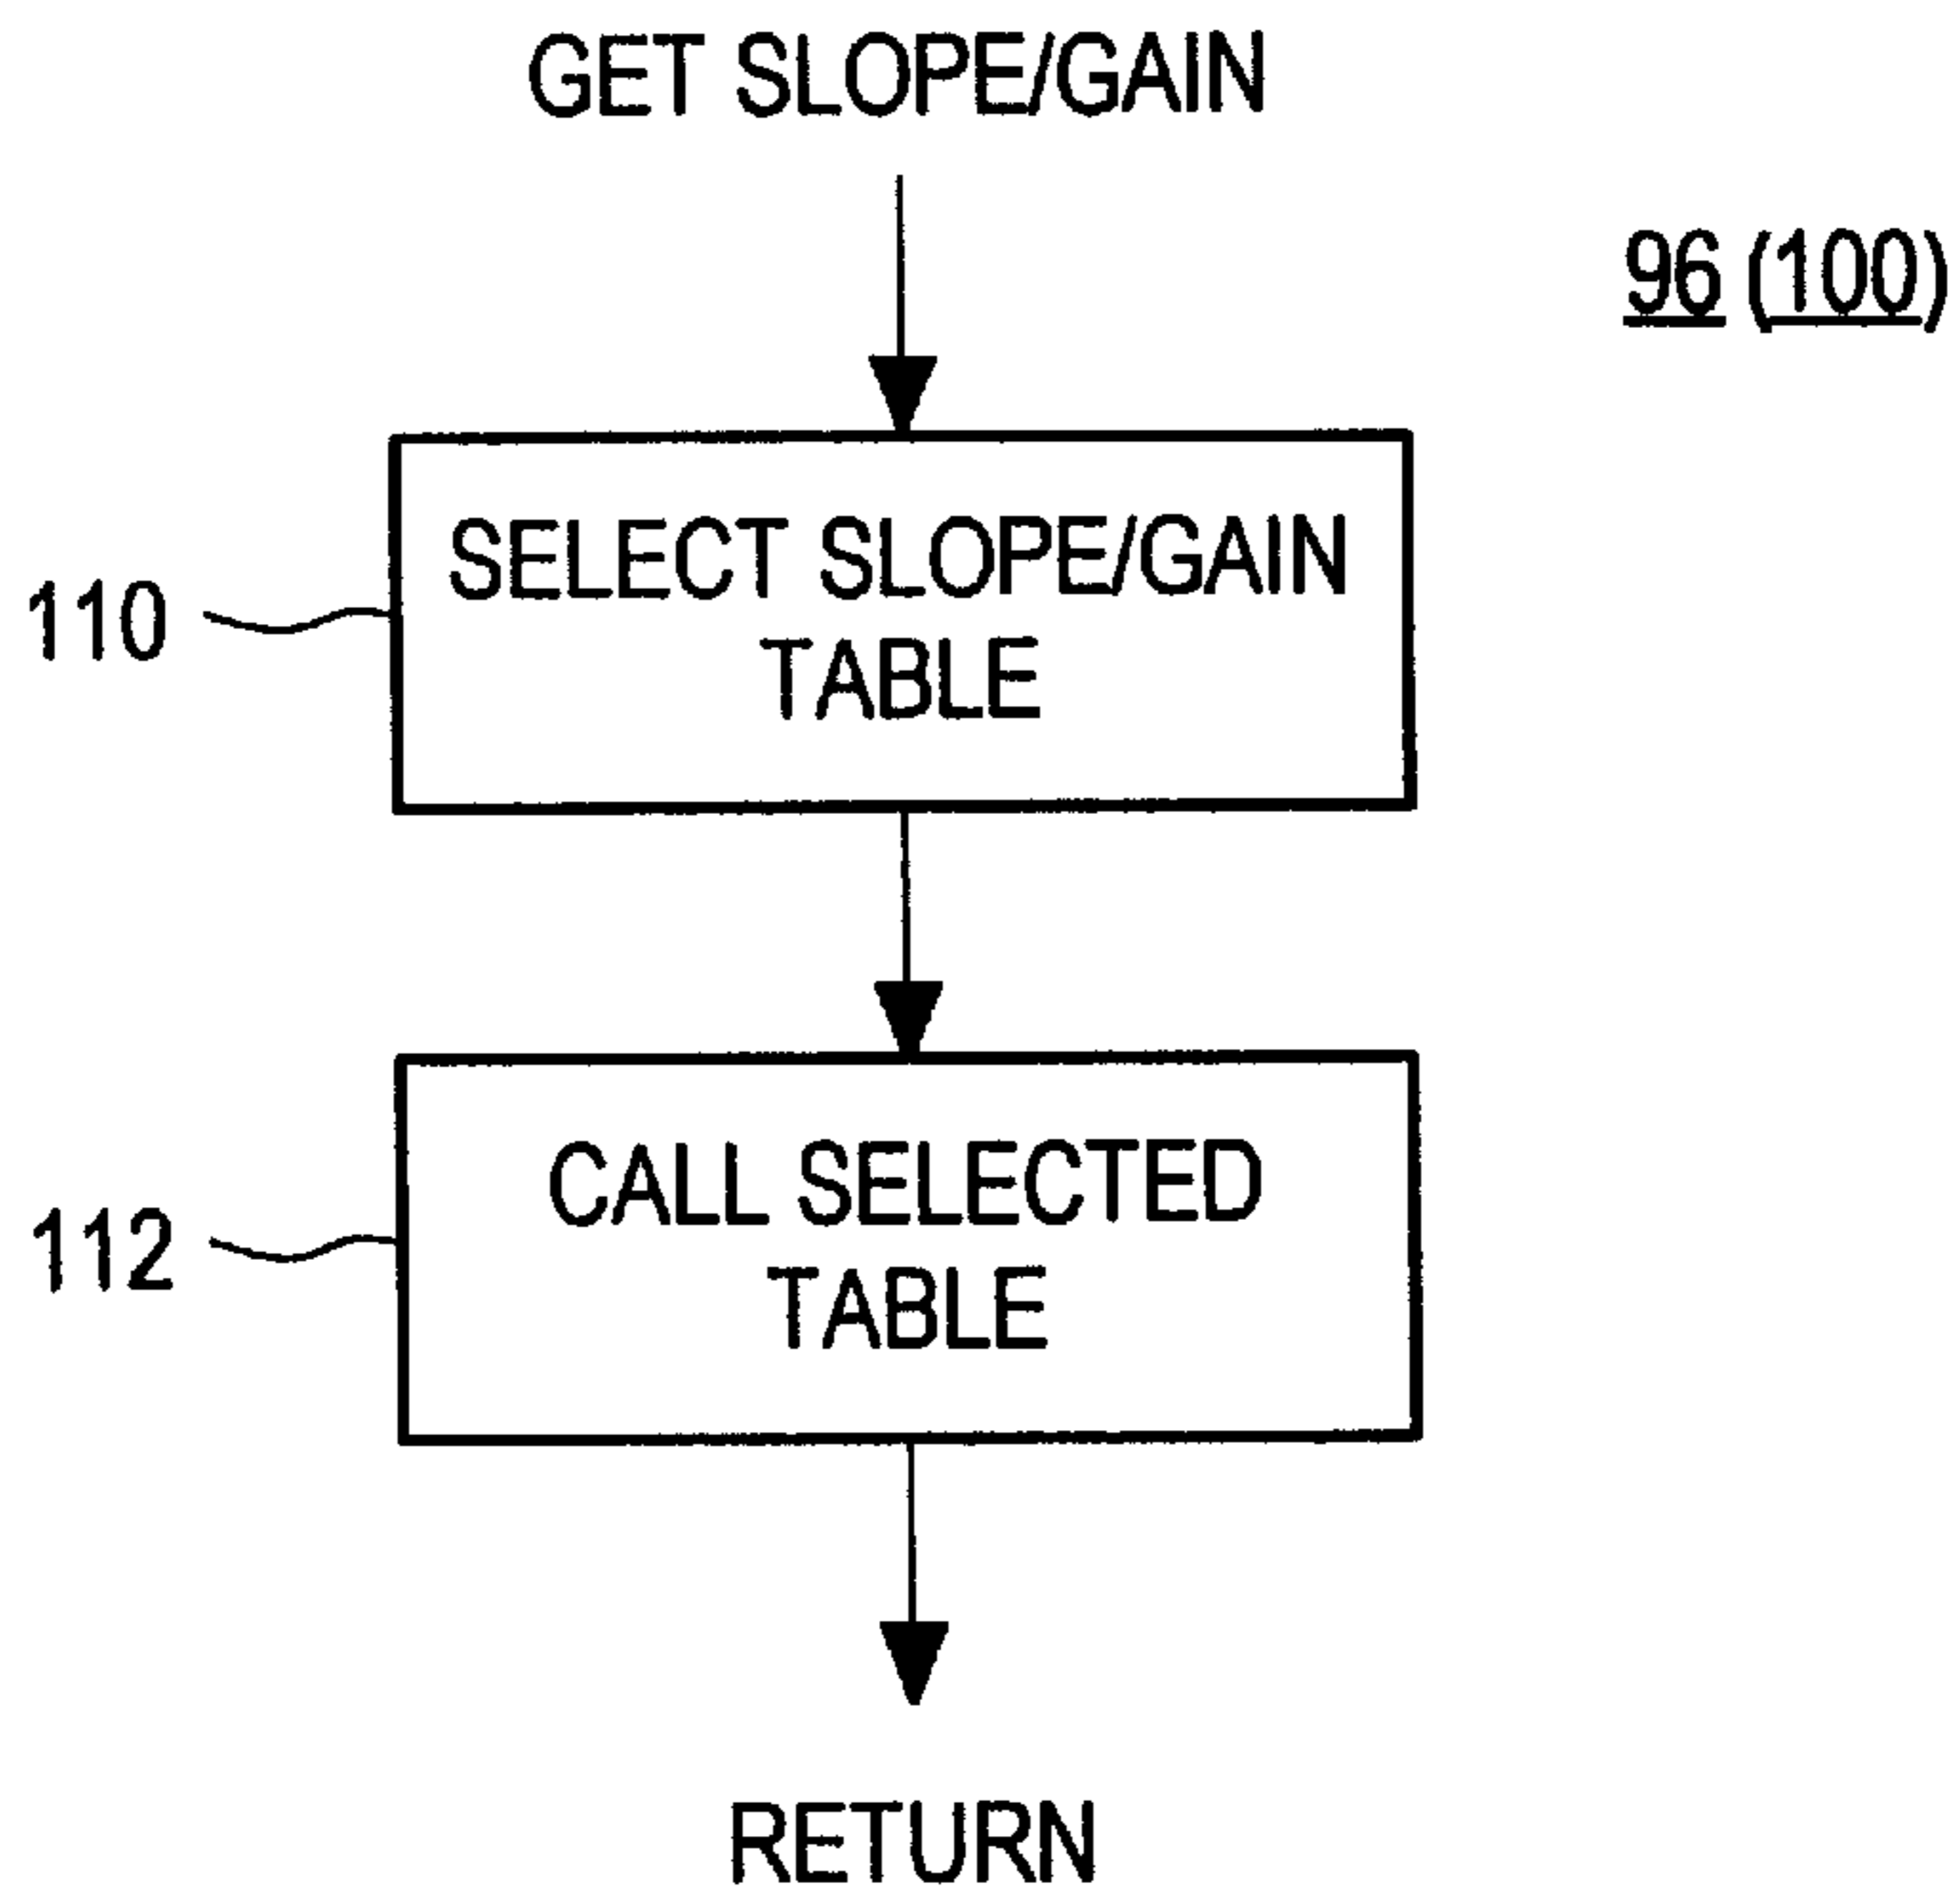 GET SLOPE/GAIN
96 (100)
110
SELECT SLOPE/GAIN
TABLE
112
CALL SELECTED
TABLE
RETURN